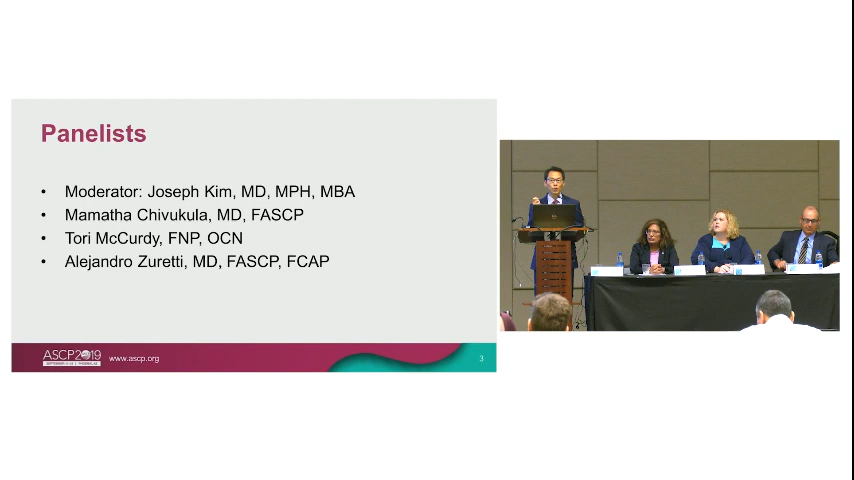 Panelists
• Moderator: Joseph Kim, MD, MPH, MBA
• Mamatha Chivukula, MD, FASCP
• Tori McCurdy, FNP, OCN
• Alejandro Zuretti, MD, FASCP, FCAP
ASCP2019
www.ascp.org
3